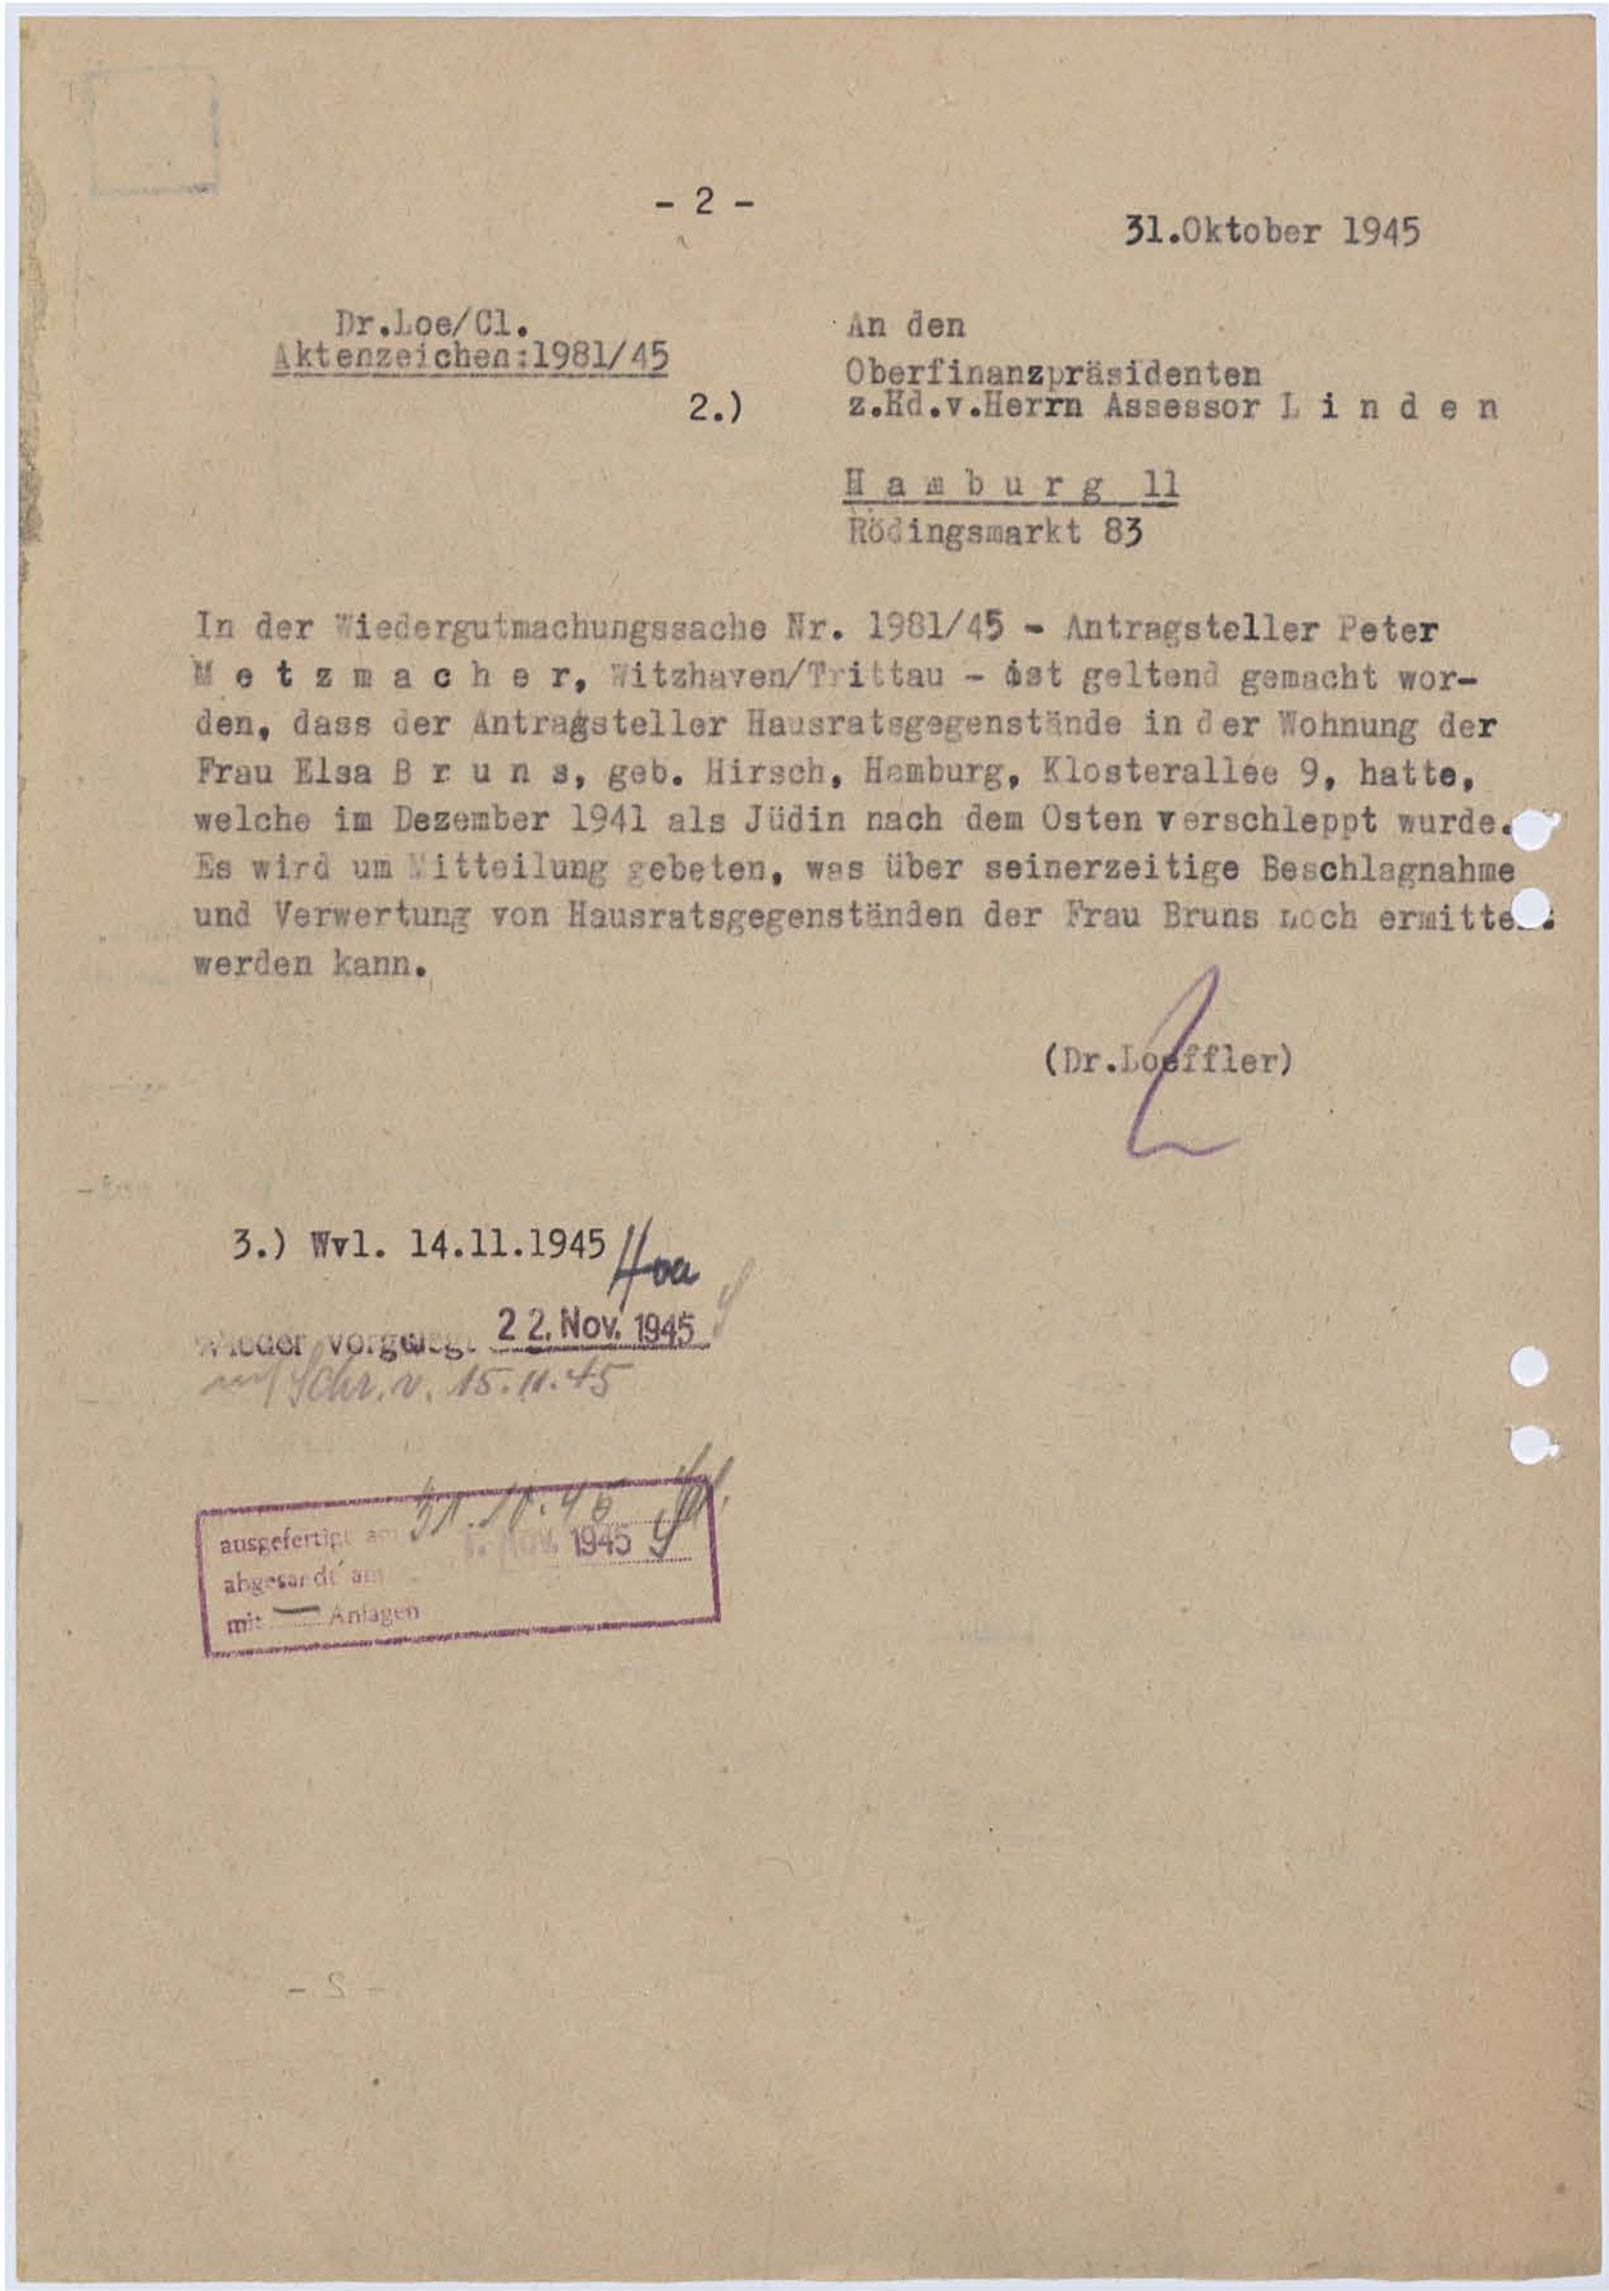 - 2 -
31.Oktober 1945
Dr.Loe/Cl.
Aktenzeichen:1981/45
2.)
An den
Oberfinanzpräsidenten
z.Hd.v.Herrn Assessor L i n d e n
H a m b u r g 11
Rödingsmarkt 83
In der Wiedergutmachungssache Nr. 1981/45 - Antragsteller Peter
M e t z m a c h e r, Witzhaven/Trittau - ist geltend gemacht wor-
den, dass der Antragsteller Hausratsgegenstände in der Wohnung der
Frau Elsa B r u n s, geb. Hirsch, Hamburg, Klosterallee 9, hatte,
welche im Dezember 1941 als Jüdin nach dem Osten verschleppt wurde.
Es wird um Mitteilung gebeten, was über seinerzeitige Beschlagnahme
und Verwertung von Hausratsgegenständen der Frau Bruns noch
werden kann.
(Dr.Loeffler)
3.) Wvl. 14.11.1945
Wieder vorgelegt 22. Nov. 1945
Schr. v. 15.11.45
ausgefertigt am 31.10.45
abgesandt am Nov. 1945
mit — Anlagen